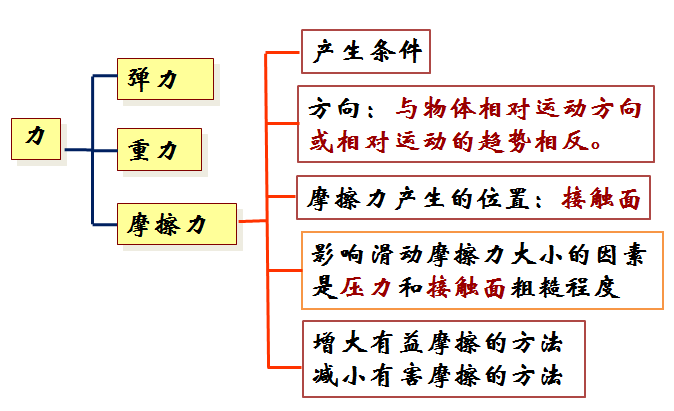 力
弹力
重力
摩擦力
产生条件
方向：与物体相对运动方向
或相对运动的趋势相反。
摩擦力产生的位置：接触面
影响滑动摩擦力大小的因素
是压力和接触面粗糙程度
增大有益摩擦的方法
减小有害摩擦的方法